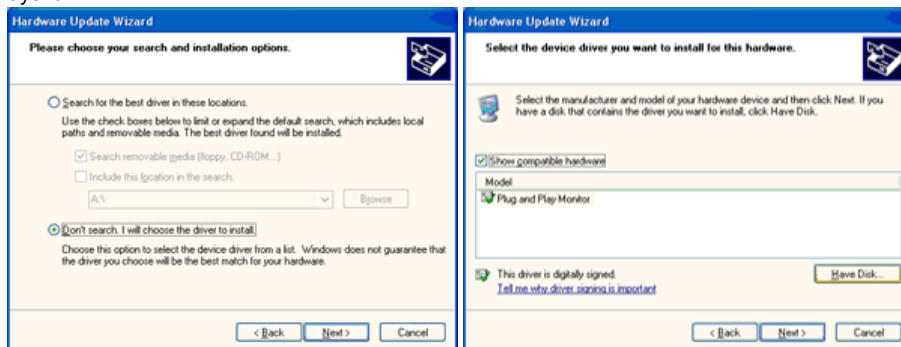 Hardware Update Wizard
Please choose your search and installation options.
Search for the best driver in these locations.
Use the check boxes below to limit or expand the default search, which includes local
paths and removable media. The best driver found will be installed.
Search removable media (floppy, CD-ROM...)
Include this location in the search:
A:\
Browse
Don't search. I will choose the driver to install.
Choose this option to select the device driver from a list. Windows does not guarantee that
the driver you choose will be the best match for your hardware.
< Back
Next >
Cancel
Hardware Update Wizard
Select the device driver you want to install for this hardware.
Select the manufacturer and model of your hardware device and then click Next. If you
have a disk that contains the driver you want to install, click Have Disk.
Show compatible hardware
Model
Plug and Play Monitor
This driver is digitally signed.
Tell me why driver signing is important
Have Disk...
< Back
Next >
Cancel